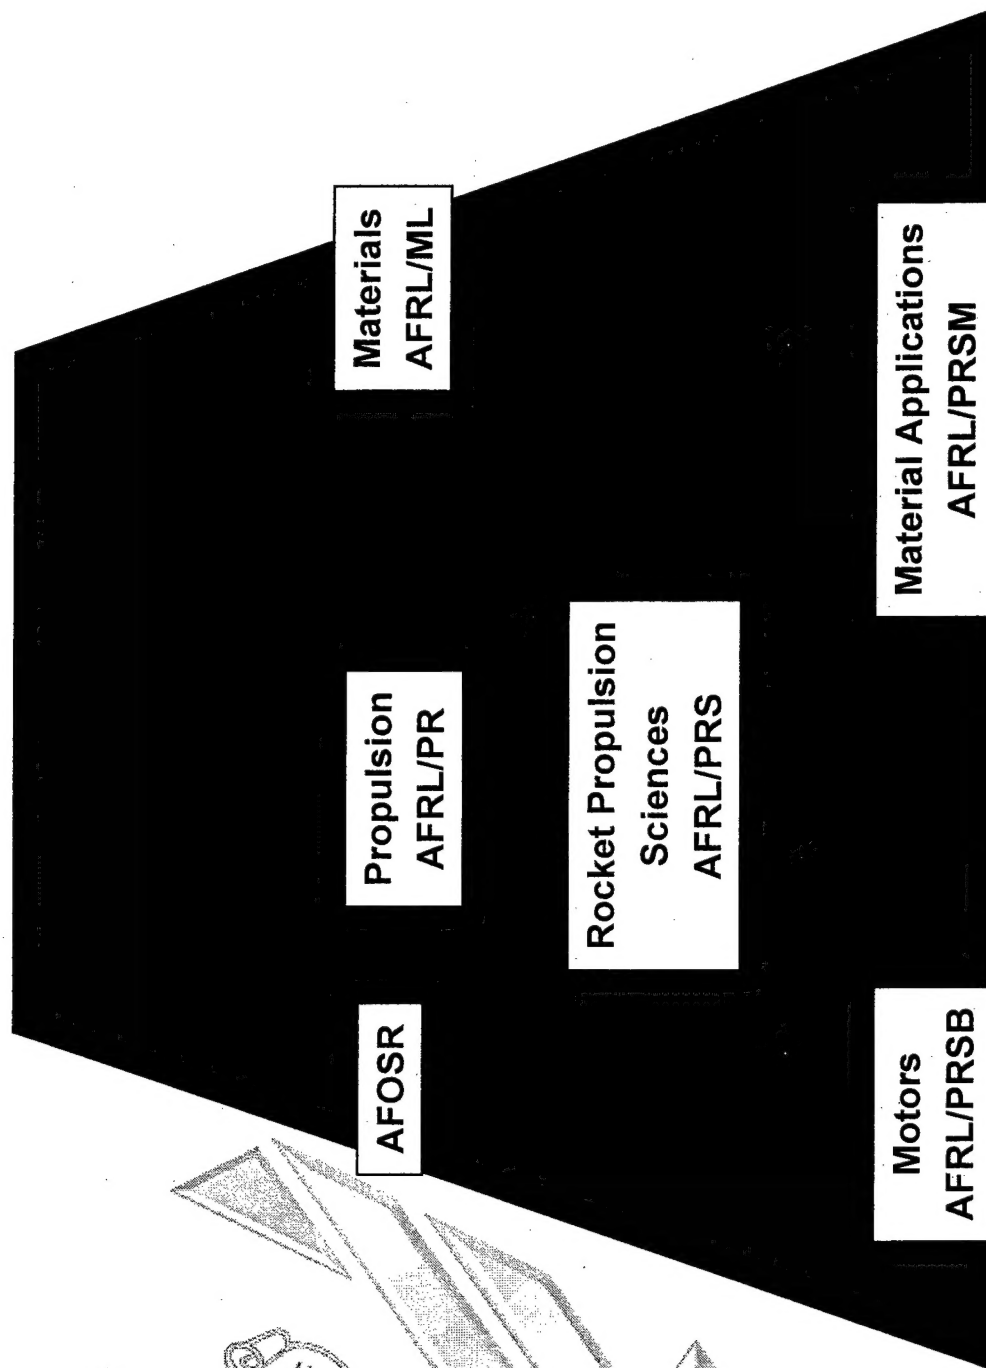 AFOSR
Propulsion
AFRL/PR
Materials
AFRL/ML
Rocket Propulsion
Sciences
AFRL/PRS
Motors
AFRL/PRSB
Material Applications
AFRL/PRSM